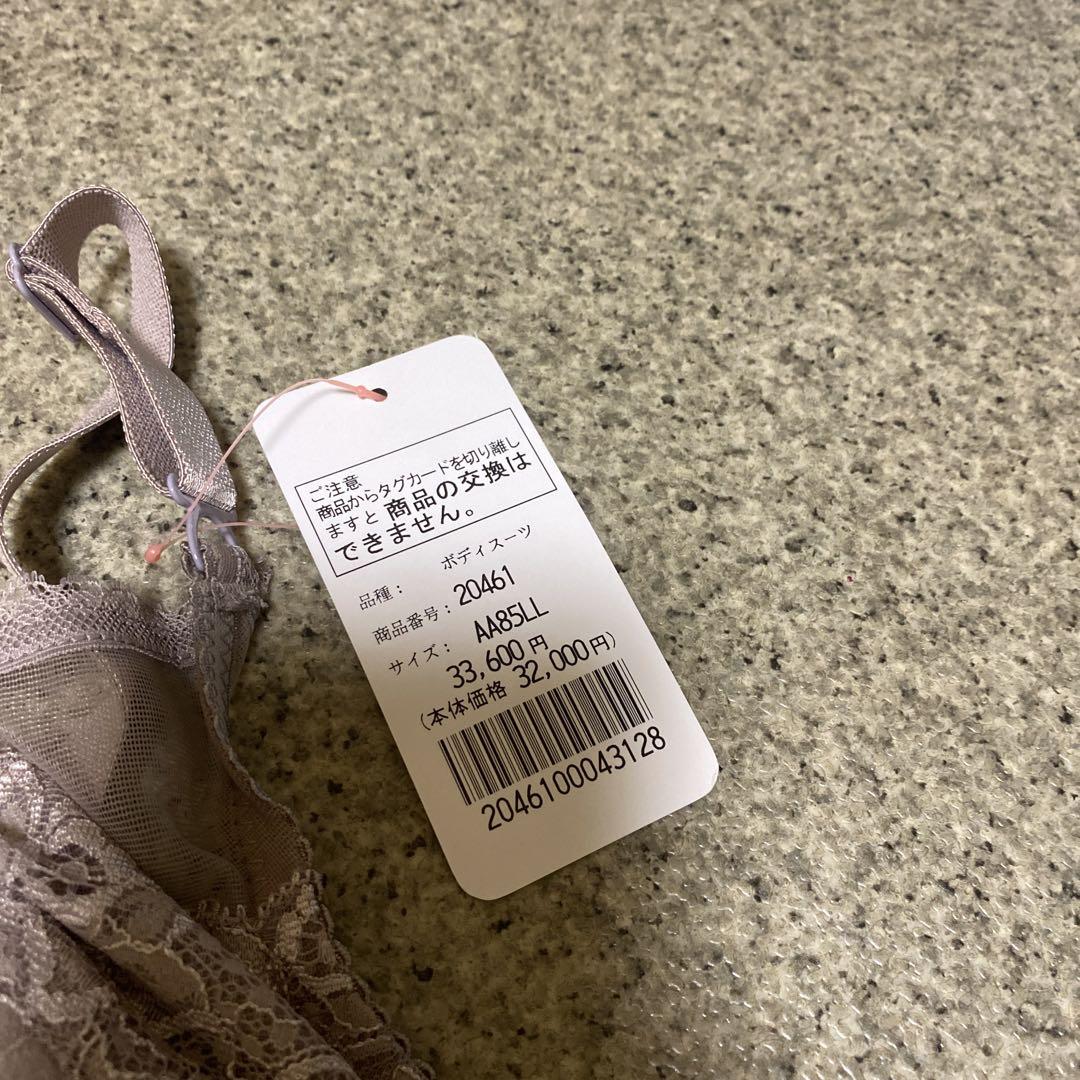 ご注意
商品からタグカードを切り離し
ますと商品の交換は
できません。
品種： ボディスーツ
商品番号：20461
サイズ： AA85LL
33,600円
(本体価格 32,000円)
2046100043128